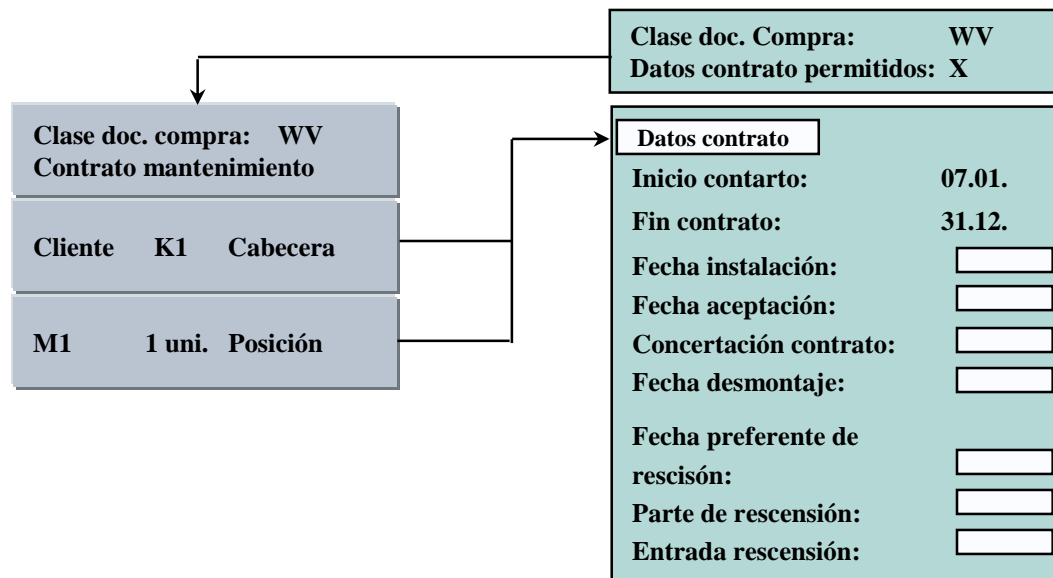 Clase doc. Compra: WV
Datos contrato permitidos: X
Clase doc. compra: WV
Contrato mantenimiento
Cliente K1 Cabecera
M1 1 uni. Posición
Datos contrato
Inicio contarto: 07.01.
Fin contrato: 31.12.
Fecha instalación:
Fecha aceptación:
Concertación contrato:
Fecha desmontaje:
Fecha preferente de
rescisón:
Parte de rescensión:
Entrada rescensión: